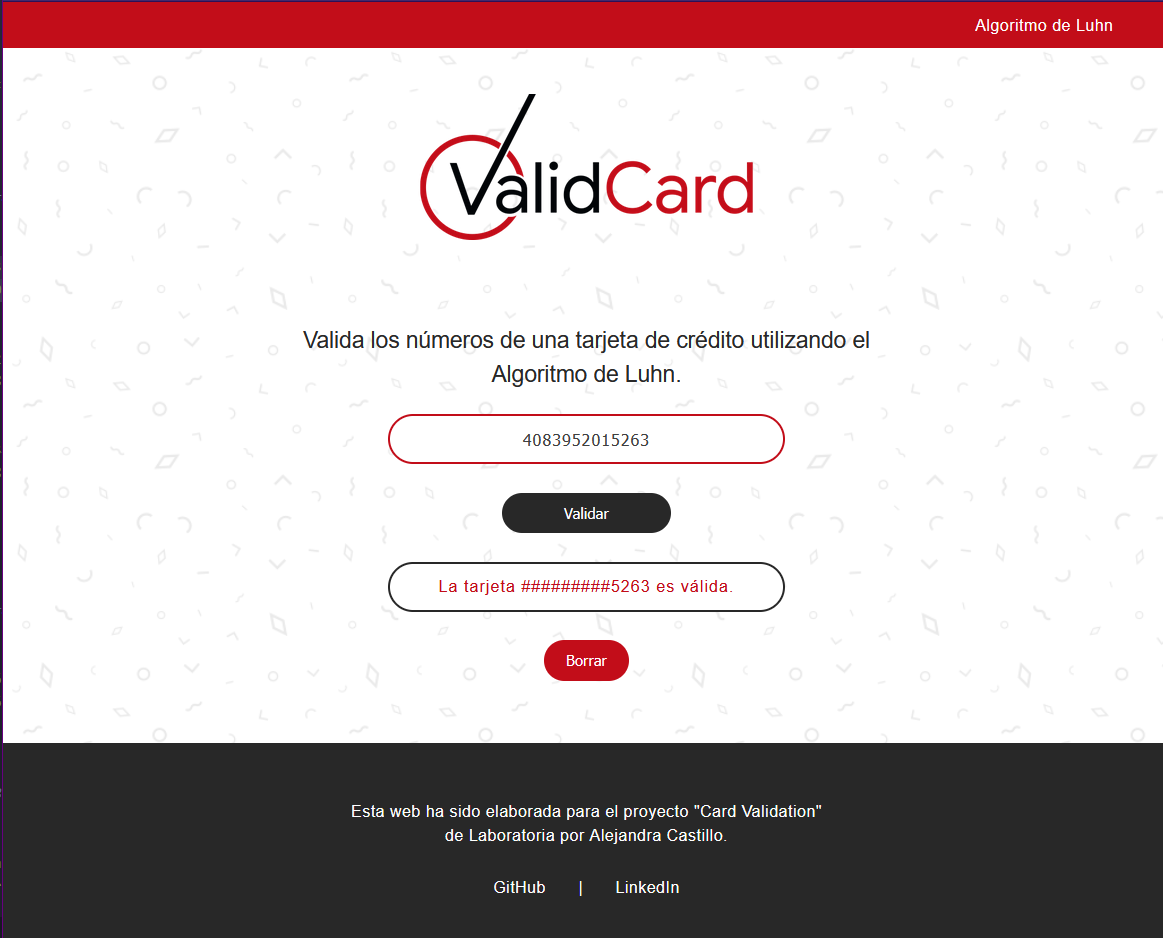 Algoritmo de Luhn
ValidCard
Valida los números de una tarjeta de crédito utilizando el
Algoritmo de Luhn.
4083952015263
Validar
La tarjeta #########5263 es válida.
Borrar
Esta web ha sido elaborada para el proyecto "Card Validation"
de Laboratoria por Alejandra Castillo.
GitHub | LinkedIn